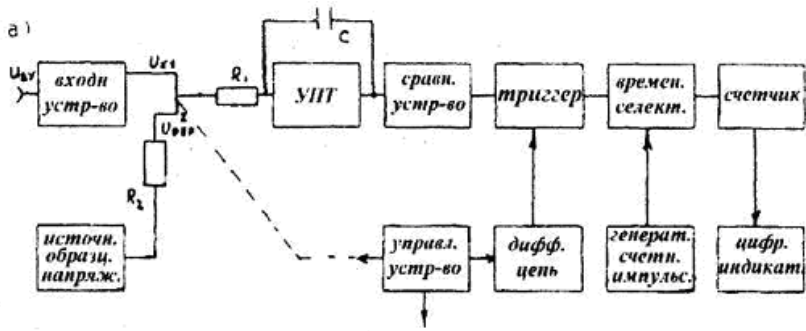 а)
Uвх
входн
устр-во
Uх1
R₁
C
УПТ
сравн.
устр-во
триггер
времен.
селект.
счетчик
Uобр
R₂
источн.
образц.
напряж.
управл.
устр-во
дифф.
цепь
генерат.
счетн.
импульс.
цифр.
индикат.